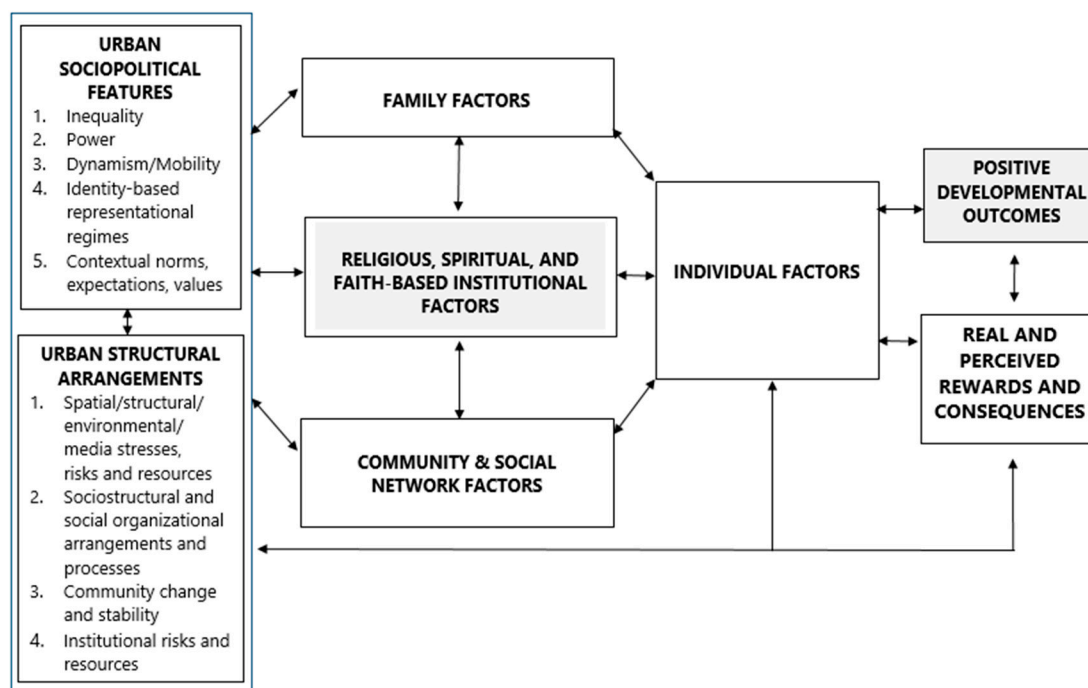 URBAN
SOCIOPOLITICAL
FEATURES
1. Inequality
2. Power
3. Dynamism/Mobility
4. Identity-based
representational
regimes
5. Contextual norms,
expectations, values
URBAN STRUCTURAL
ARRANGEMENTS
1. Spatial/structural/
environmental/
media stresses,
risks and resources
2. Sociostructural and
social organizational
arrangements and
processes
3. Community change
and stability
4. Institutional risks and
resources
FAMILY FACTORS
RELIGIOUS, SPIRITUAL, AND
FAITH-BASED INSTITUTIONAL
FACTORS
COMMUNITY & SOCIAL
NETWORK FACTORS
INDIVIDUAL FACTORS
POSITIVE
DEVELOPMENTAL
OUTCOMES
REAL AND
PERCEIVED
REWARDS AND
CONSEQUENCES